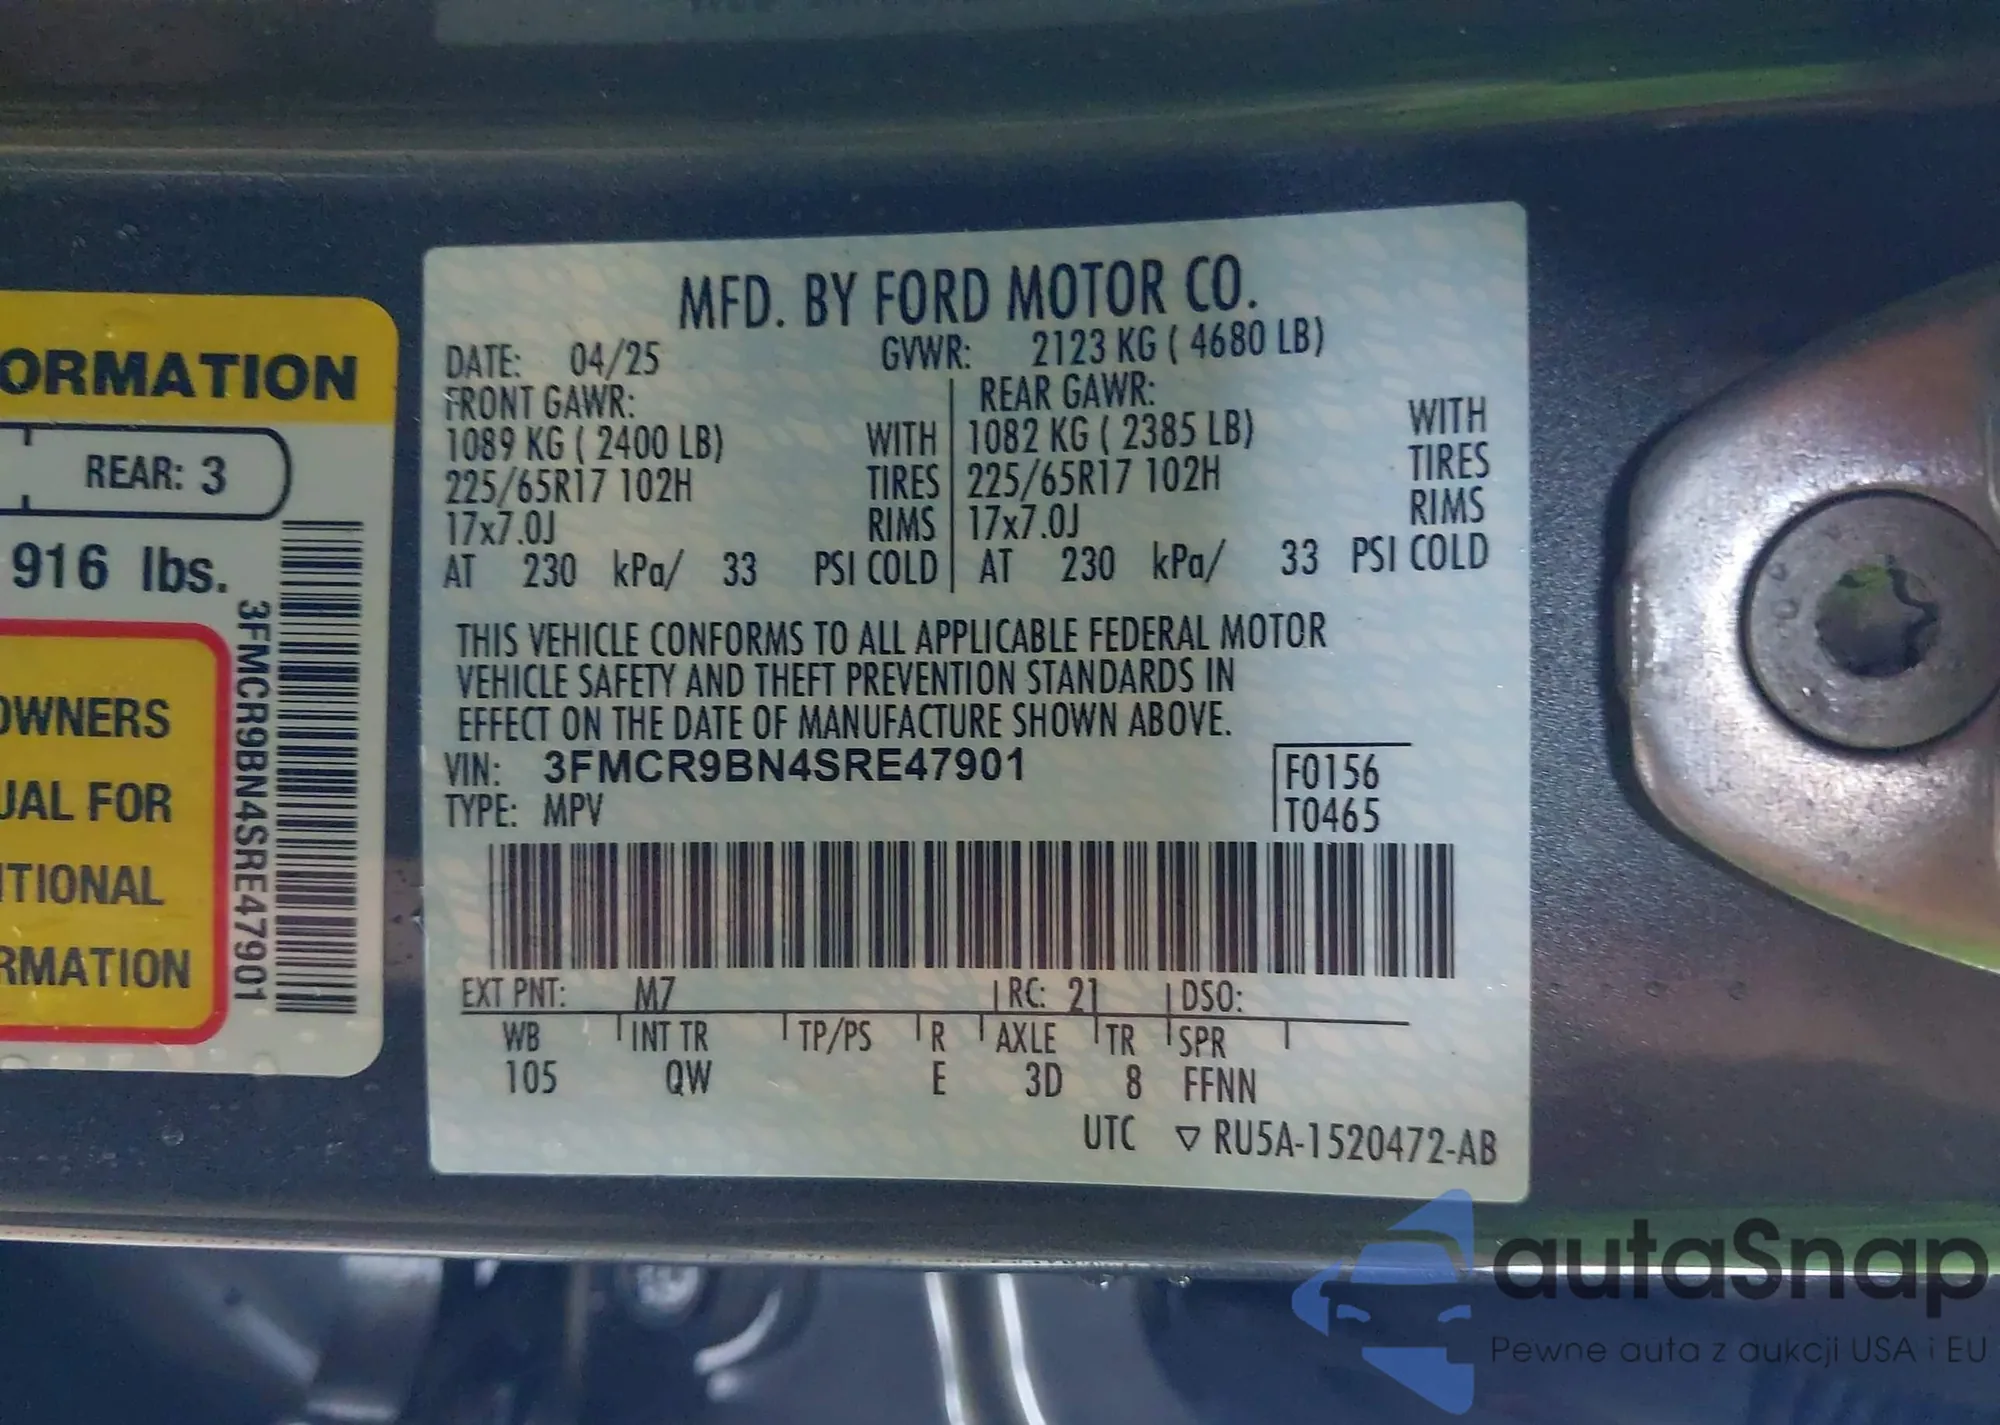 ORMATION
REAR: 3
916 lbs.
OWNERS
UAL FOR
ITIONAL
RMATION
3FMCR9BN4SRE47901
MFD. BY FORD MOTOR CO.
DATE: 04/25 GVWR: 2123 KG ( 4680 LB)
FRONT GAWR: REAR GAWR:
1089 KG ( 2400 LB) WITH 1082 KG ( 2385 LB) WITH
225/65R17 102H TIRES 225/65R17 102H TIRES
17x7.0J RIMS 17x7.0J RIMS
AT 230 kPa/ 33 PSI COLD AT 230 kPa/ 33 PSI COLD
THIS VEHICLE CONFORMS TO ALL APPLICABLE FEDERAL MOTOR
VEHICLE SAFETY AND THEFT PREVENTION STANDARDS IN
EFFECT ON THE DATE OF MANUFACTURE SHOWN ABOVE.
VIN: 3FMCR9BN4SRE47901 F0156
TYPE: MPV T0465
EXT PNT: M7 RC: 21 DSO:
WB INT TR TP/PS R AXLE TR SPR
105 QW E 3D 8 FFNN
UTC ▽ RU5A-1520472-AB
autaSnap
Pewne auta z aukcji USA i EU